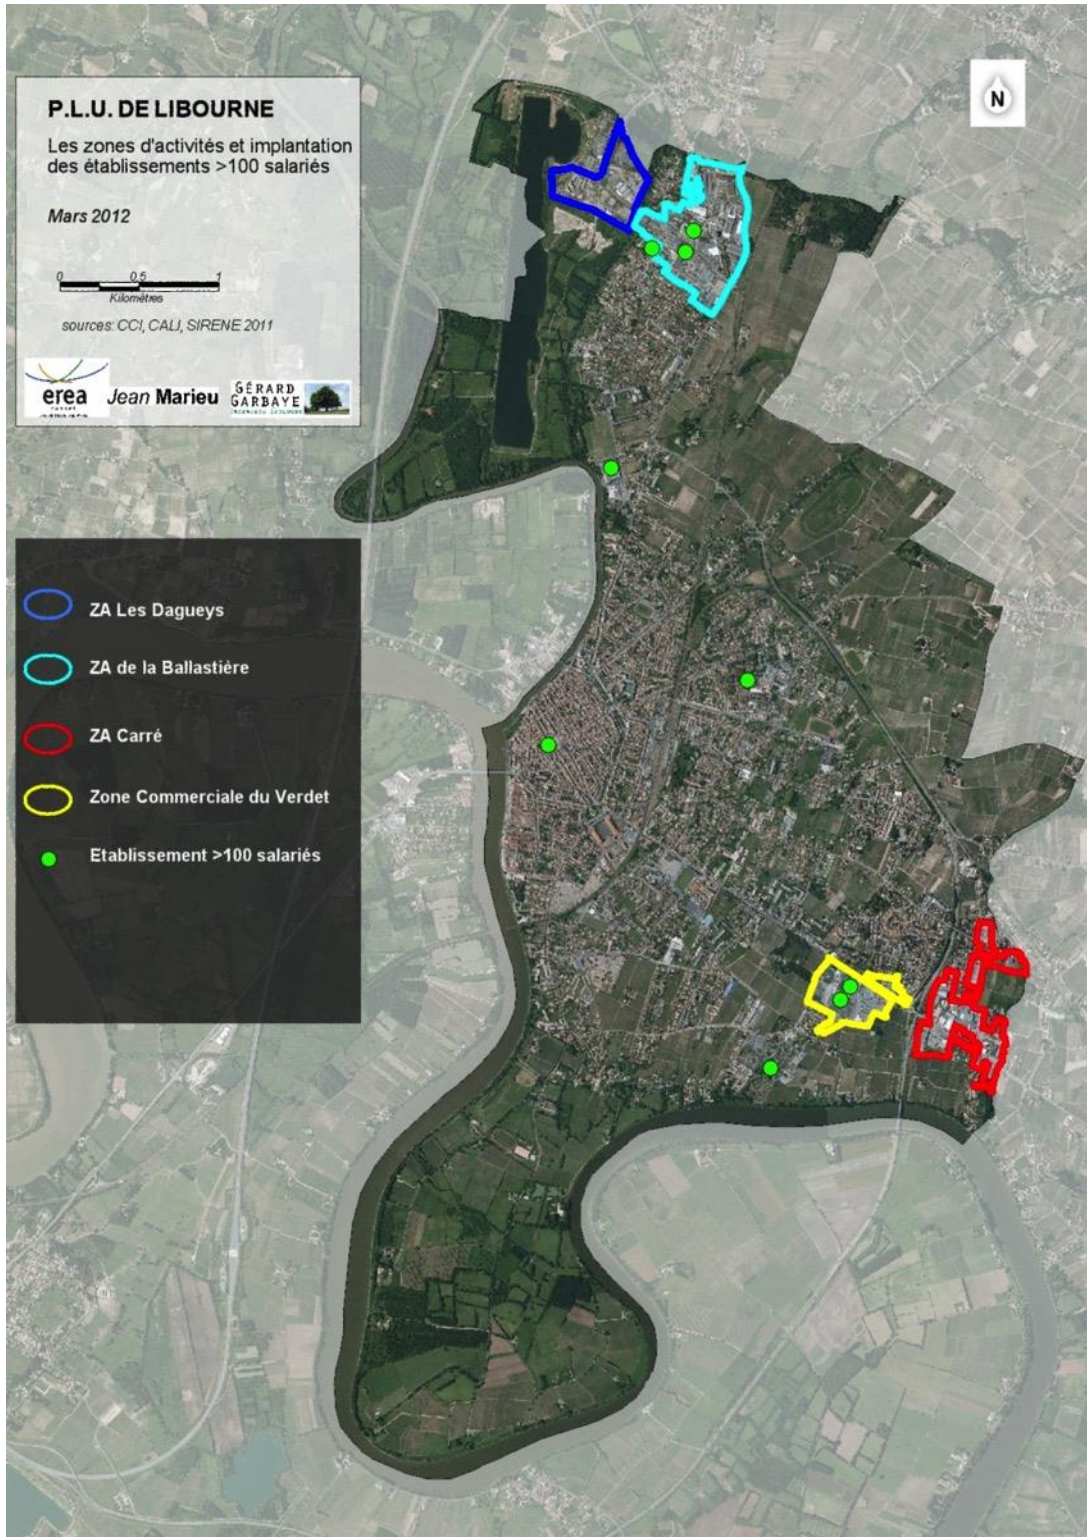 P.L.U. DE LIBOURNE
Les zones d'activités et implantation
des établissements >100 salariés
Mars 2012
0 0,5 1
Kilomètres
sources: CCI, CALI, SIRENE 2011
erea
Jean Marieu
GÉRARD
GARBAYE
N
ZA Les Dagueys
ZA de la Ballastière
ZA Carré
Zone Commerciale du Verdet
Etablissement >100 salariés